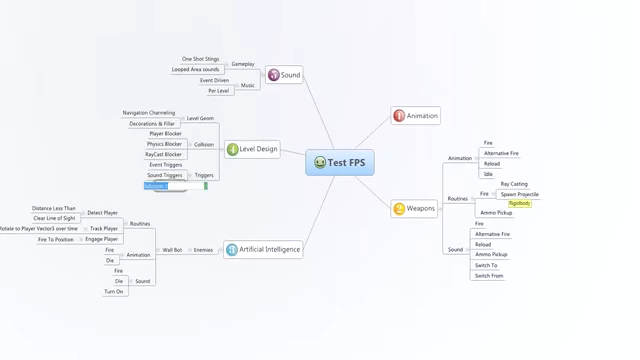 One Shot Stings
Looped Area sounds
Gameplay
Event Driven
Per Level
Music
5 Sound
Navigation Channeling
Decorations & Filler
Level Geom
Player Blocker
Physics Blocker
RayCast Blocker
Collision
Event Triggers
Sound Triggers
Triggers
4 Level Design
Distance Less Than
Clear Line of Sight
Detect Player
Rotate to Player Vector3 over time
Track Player
Fire To Position
Engage Player
Routines
Fire
Die
Animation
Fire
Die
Turn On
Sound
Wall Bot
Enemies
3 Artificial Intelligence
Test FPS
1 Animation
2 Weapons
Animation
Fire
Alternative Fire
Reload
Idle
Routines
Fire
Ray Casting
Spawn Projectile
Rigidbody
Ammo Pickup
Sound
Fire
Alternative Fire
Reload
Ammo Pickup
Switch To
Switch From